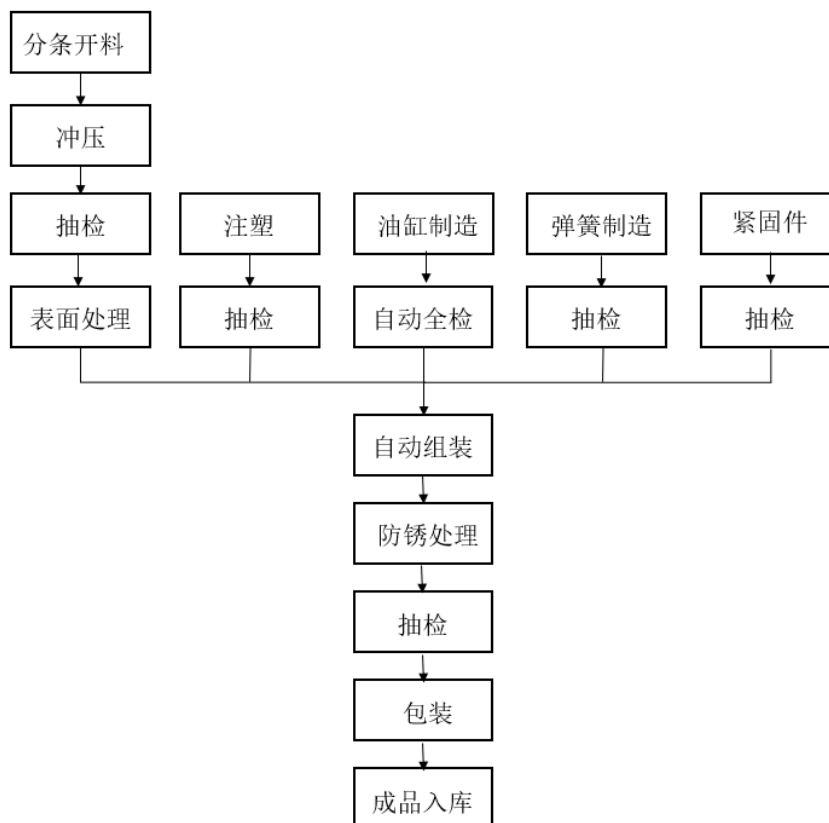 分条开料
冲压
抽检
注塑
油缸制造
弹簧制造
紧固件
表面处理
抽检
自动全检
抽检
抽检
自动组装
防锈处理
抽检
包装
成品入库